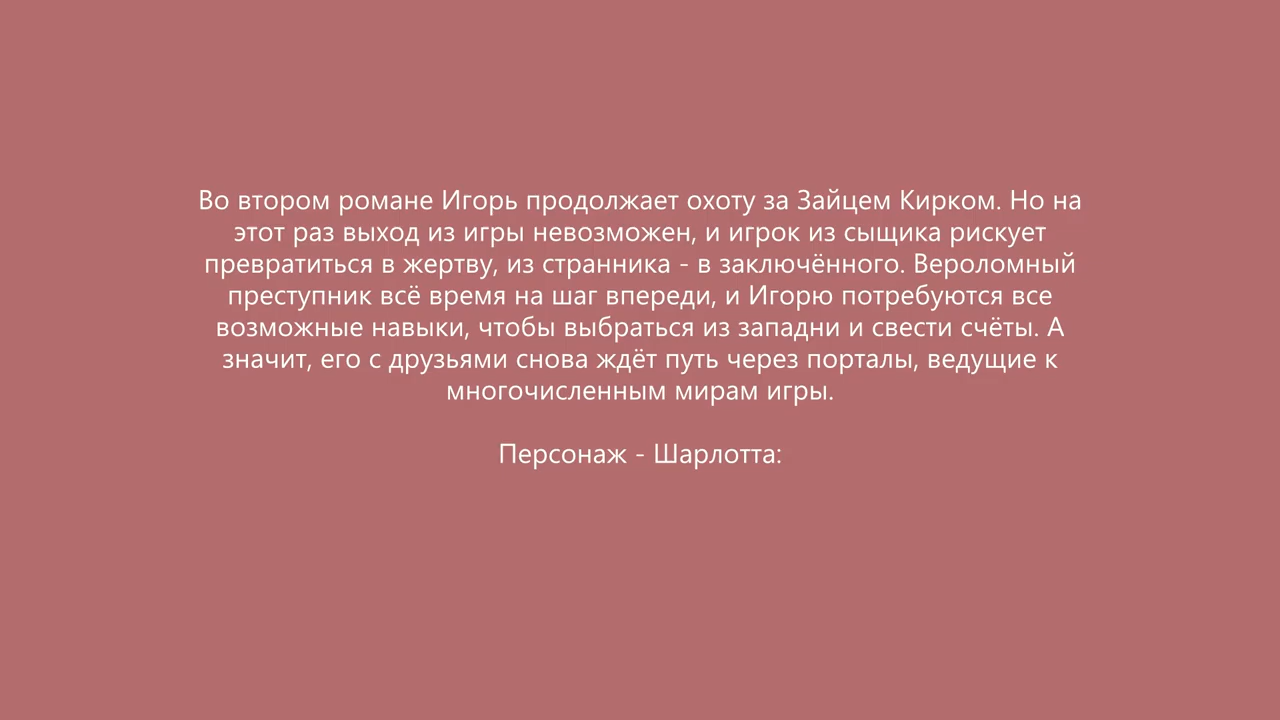 Во втором романе Игорь продолжает охоту за Зайцем Кирком. Но на
этот раз выход из игры невозможен, и игрок из сыщика рискует
превратиться в жертву, из странника - в заключённого. Вероломный
преступник всё время на шаг впереди, и Игорю потребуются все
возможные навыки, чтобы выбраться из западни и свести счёты. А
значит, его с друзьями снова ждёт путь через порталы, ведущие к
многочисленным мирам игры.
Персонаж - Шарлотта: